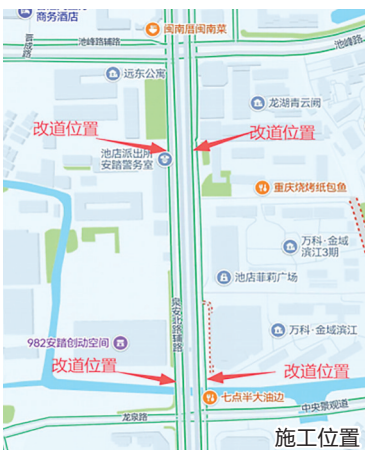 商务酒店
闽南厝闽南菜
池峰路辅路
池峰路
晋成路
远东公寓
龙湖青云阙
改道位置
改道位置
池店派出所
安踏警务室
重庆烧烤纸包鱼
万科·金域
滨江3期
池店菲莉广场
泉安北路辅路
982安踏创动空间
万科·金域滨江
改道位置
改道位置
七点半大油边
中央景观道
龙泉路
施工位置